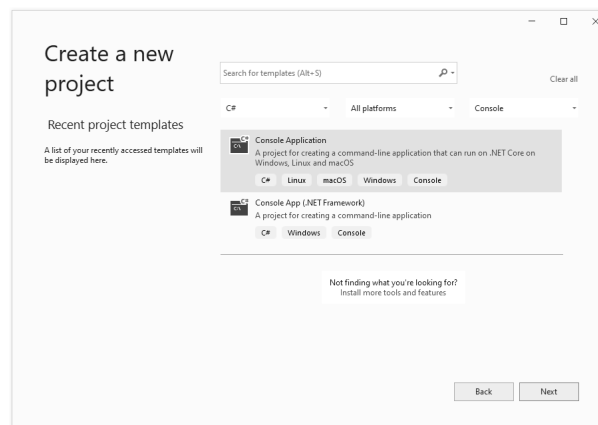 Create a new
project
Search for templates (Alt+S)
Clear all
C#
All platforms
Console
Recent project templates
A list of your recently accessed templates will
be displayed here.
C#
C:\
Console Application
A project for creating a command-line application that can run on .NET Core on
Windows, Linux and macOS
C# Linux macOS Windows Console
C#
C:\
Console App (.NET Framework)
A project for creating a command-line application
C# Windows Console
Not finding what you're looking for?
Install more tools and features
Back
Next